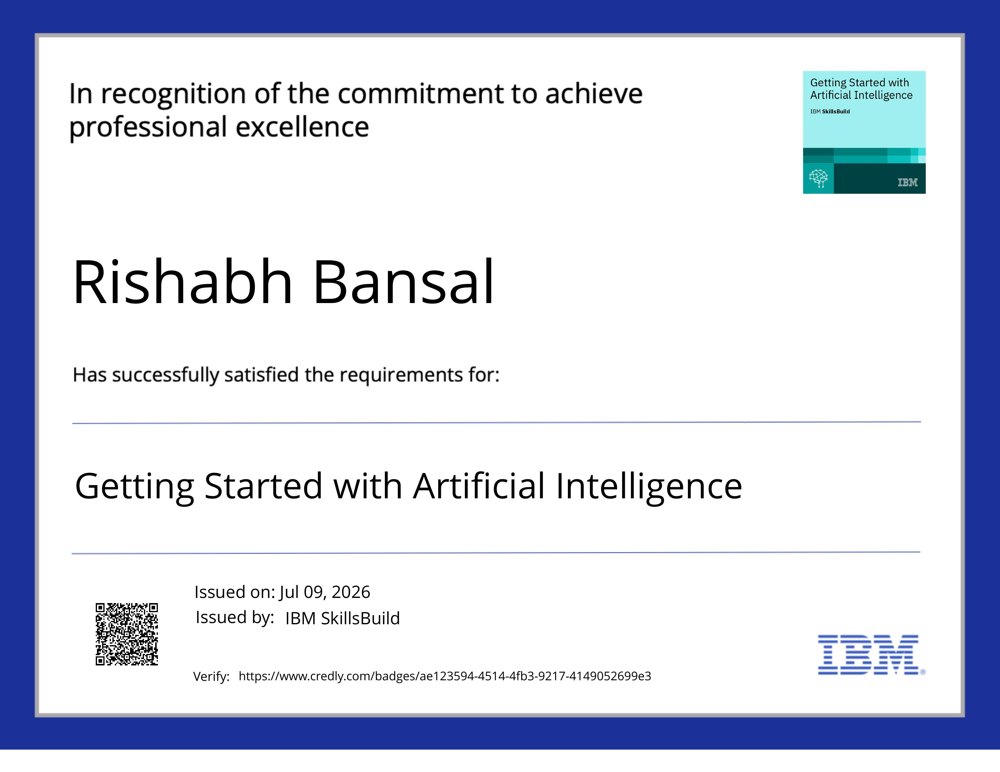 In recognition of the commitment to achieve
professional excellence
Getting Started with
Artificial Intelligence
IBM SkillsBuild
IBM
Rishabh Bansal
Has successfully satisfied the requirements for:
Getting Started with Artificial Intelligence
Issued on: Jul 09, 2026
Issued by: IBM SkillsBuild
Verify: https://www.credly.com/badges/ae123594-4514-4fb3-9217-4149052699e3
IBM®